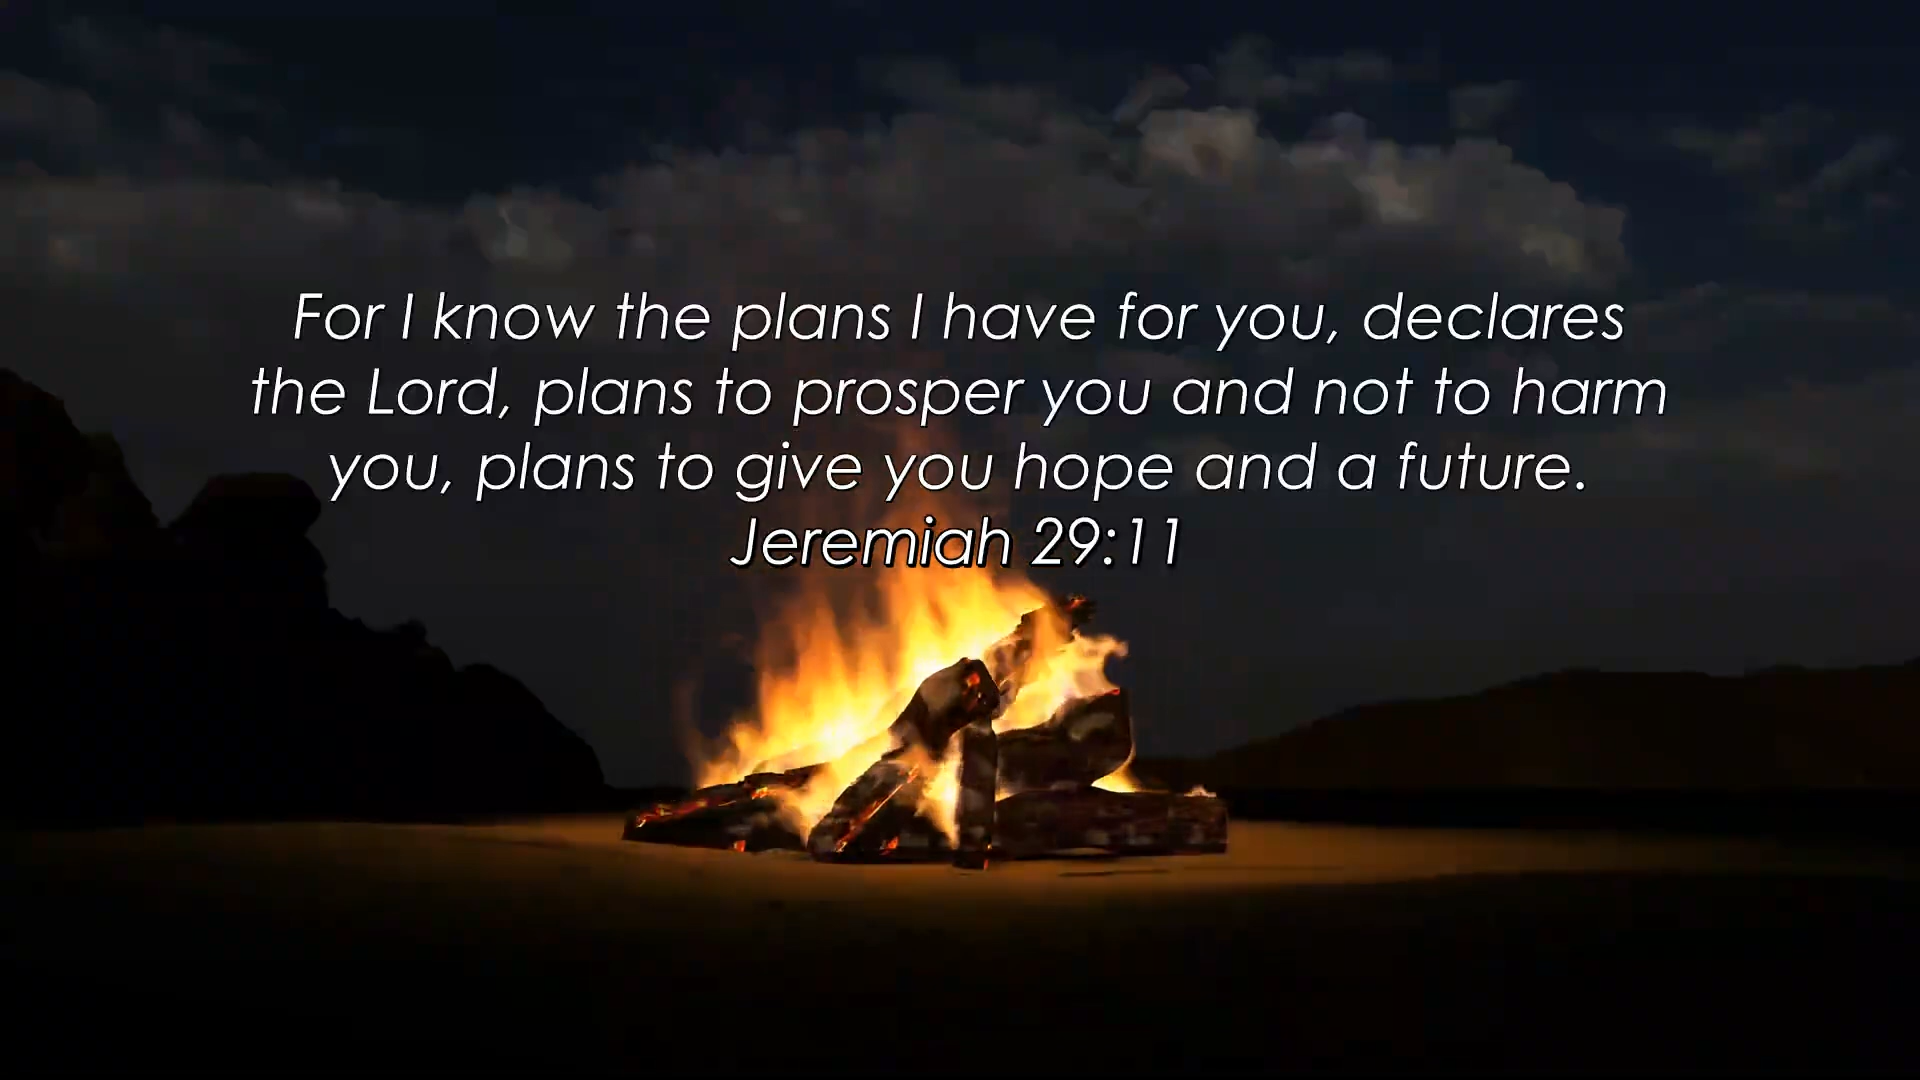 For I know the plans I have for you, declares
the Lord, plans to prosper you and not to harm
you, plans to give you hope and a future.
Jeremiah 29:11